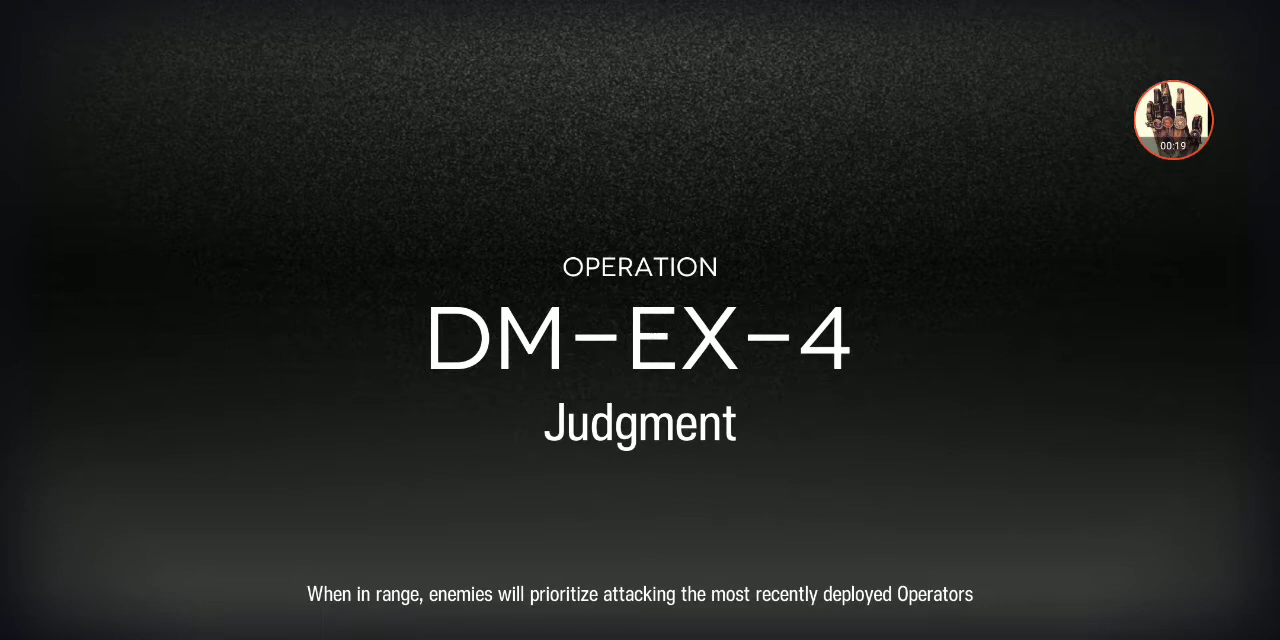 00:19
OPERATION
DM-EX-4
Judgment
When in range, enemies will prioritize attacking the most recently deployed Operators